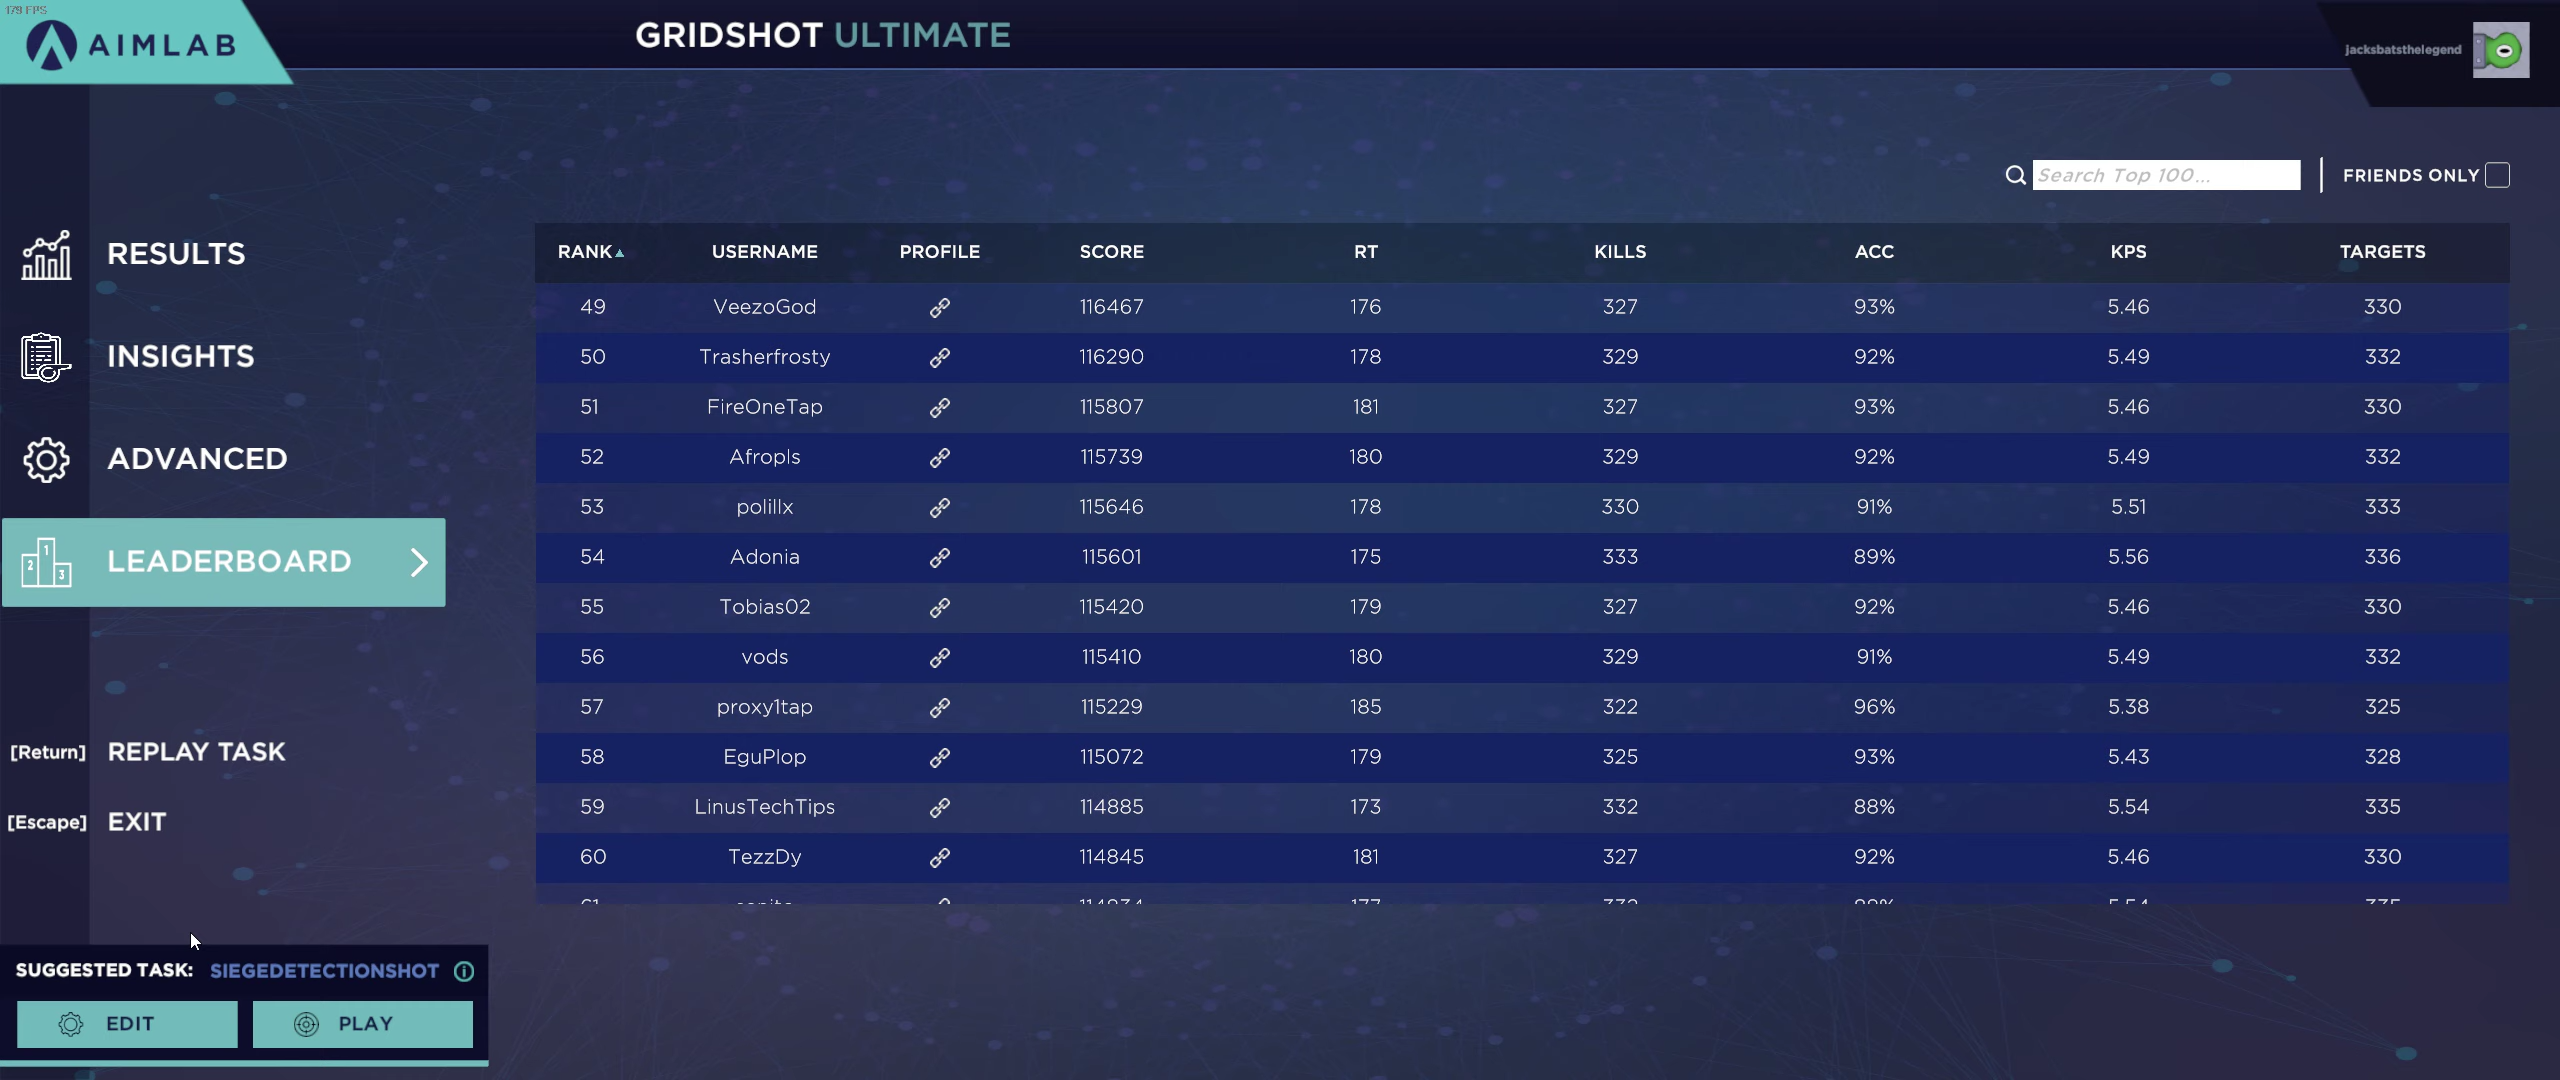 179 FPS
AIMLAB
GRIDSHOT ULTIMATE
jacksbatsthelegend
Search Top 100...
FRIENDS ONLY
RESULTS
INSIGHTS
ADVANCED
LEADERBOARD
[Return] REPLAY TASK
[Escape] EXIT
RANK USERNAME PROFILE SCORE RT KILLS ACC KPS TARGETS
49 VeezoGod 116467 176 327 93% 5.46 330
50 Trasherfrosty 116290 178 329 92% 5.49 332
51 FireOneTap 115807 181 327 93% 5.46 330
52 Afropls 115739 180 329 92% 5.49 332
53 polillx 115646 178 330 91% 5.51 333
54 Adonia 115601 175 333 89% 5.56 336
55 Tobias02 115420 179 327 92% 5.46 330
56 vods 115410 180 329 91% 5.49 332
57 proxy1tap 115229 185 322 96% 5.38 325
58 EguPlop 115072 179 325 93% 5.43 328
59 LinusTechTips 114885 173 332 88% 5.54 335
60 TezzDy 114845 181 327 92% 5.46 330
SUGGESTED TASK: SIEGEDETECTIONSHOT
EDIT
PLAY